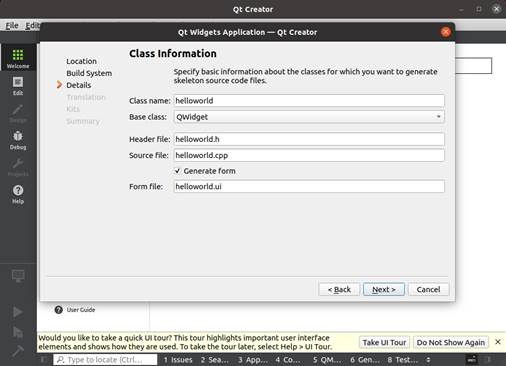 Qt Creator
File Edi
Qt Widgets Application — Qt Creator
Welcome
Edit
Design
Debug
Projects
Help
Location
Build System
Details
Translation
Kits
Summary
Class Information
Specify basic information about the classes for which you want to generate
skeleton source code files.
Class name: helloworld
Base class: QWidget
Header file: helloworld.h
Source file: helloworld.cpp
Generate form
Form file: helloworld.ui
< Back Next > Cancel
User Guide
Would you like to take a quick UI tour? This tour highlights important user interface
elements and shows how they are used. To take the tour later, select Help > UI Tour.
Take UI Tour Do Not Show Again
Type to locate (Ctrl... 1 Issues 2 Sea... 3 App... 4 Co... 5 QM... 6 Gen... 8 Test...